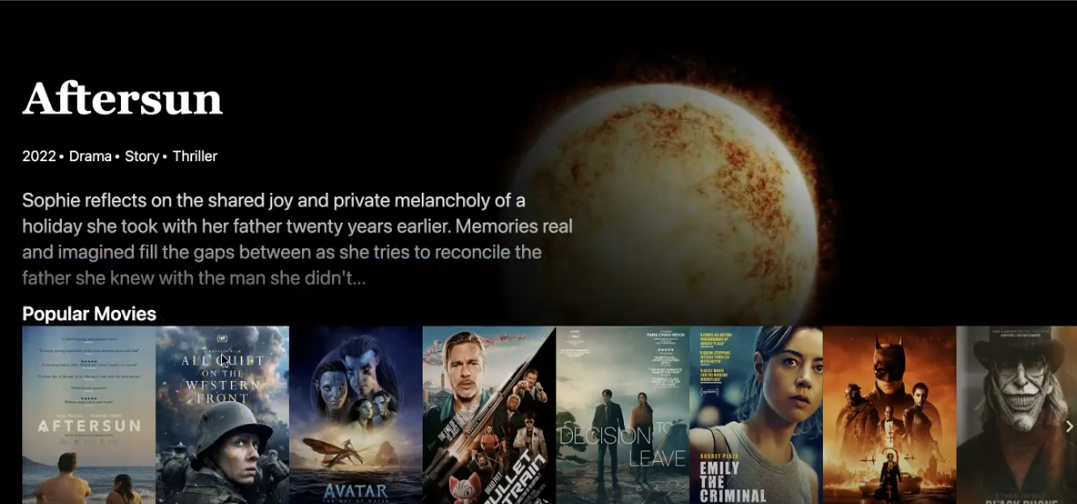 Aftersun
2022 • Drama • Story • Thriller
Sophie reflects on the shared joy and private melancholy of a
holiday she took with her father twenty years earlier. Memories real
and imagined fill the gaps between as she tries to reconcile the
father she knew with the man she didn't...
Popular Movies
AFTERSUN
ALL QUIET
ON THE
WESTERN
FRONT
AVATAR
THE WAY OF WATER
BULLET
TRAIN
DECISION TO
LEAVE
AUBREY PLAZA
EMILY
THE
CRIMINAL
BLACK PHONE